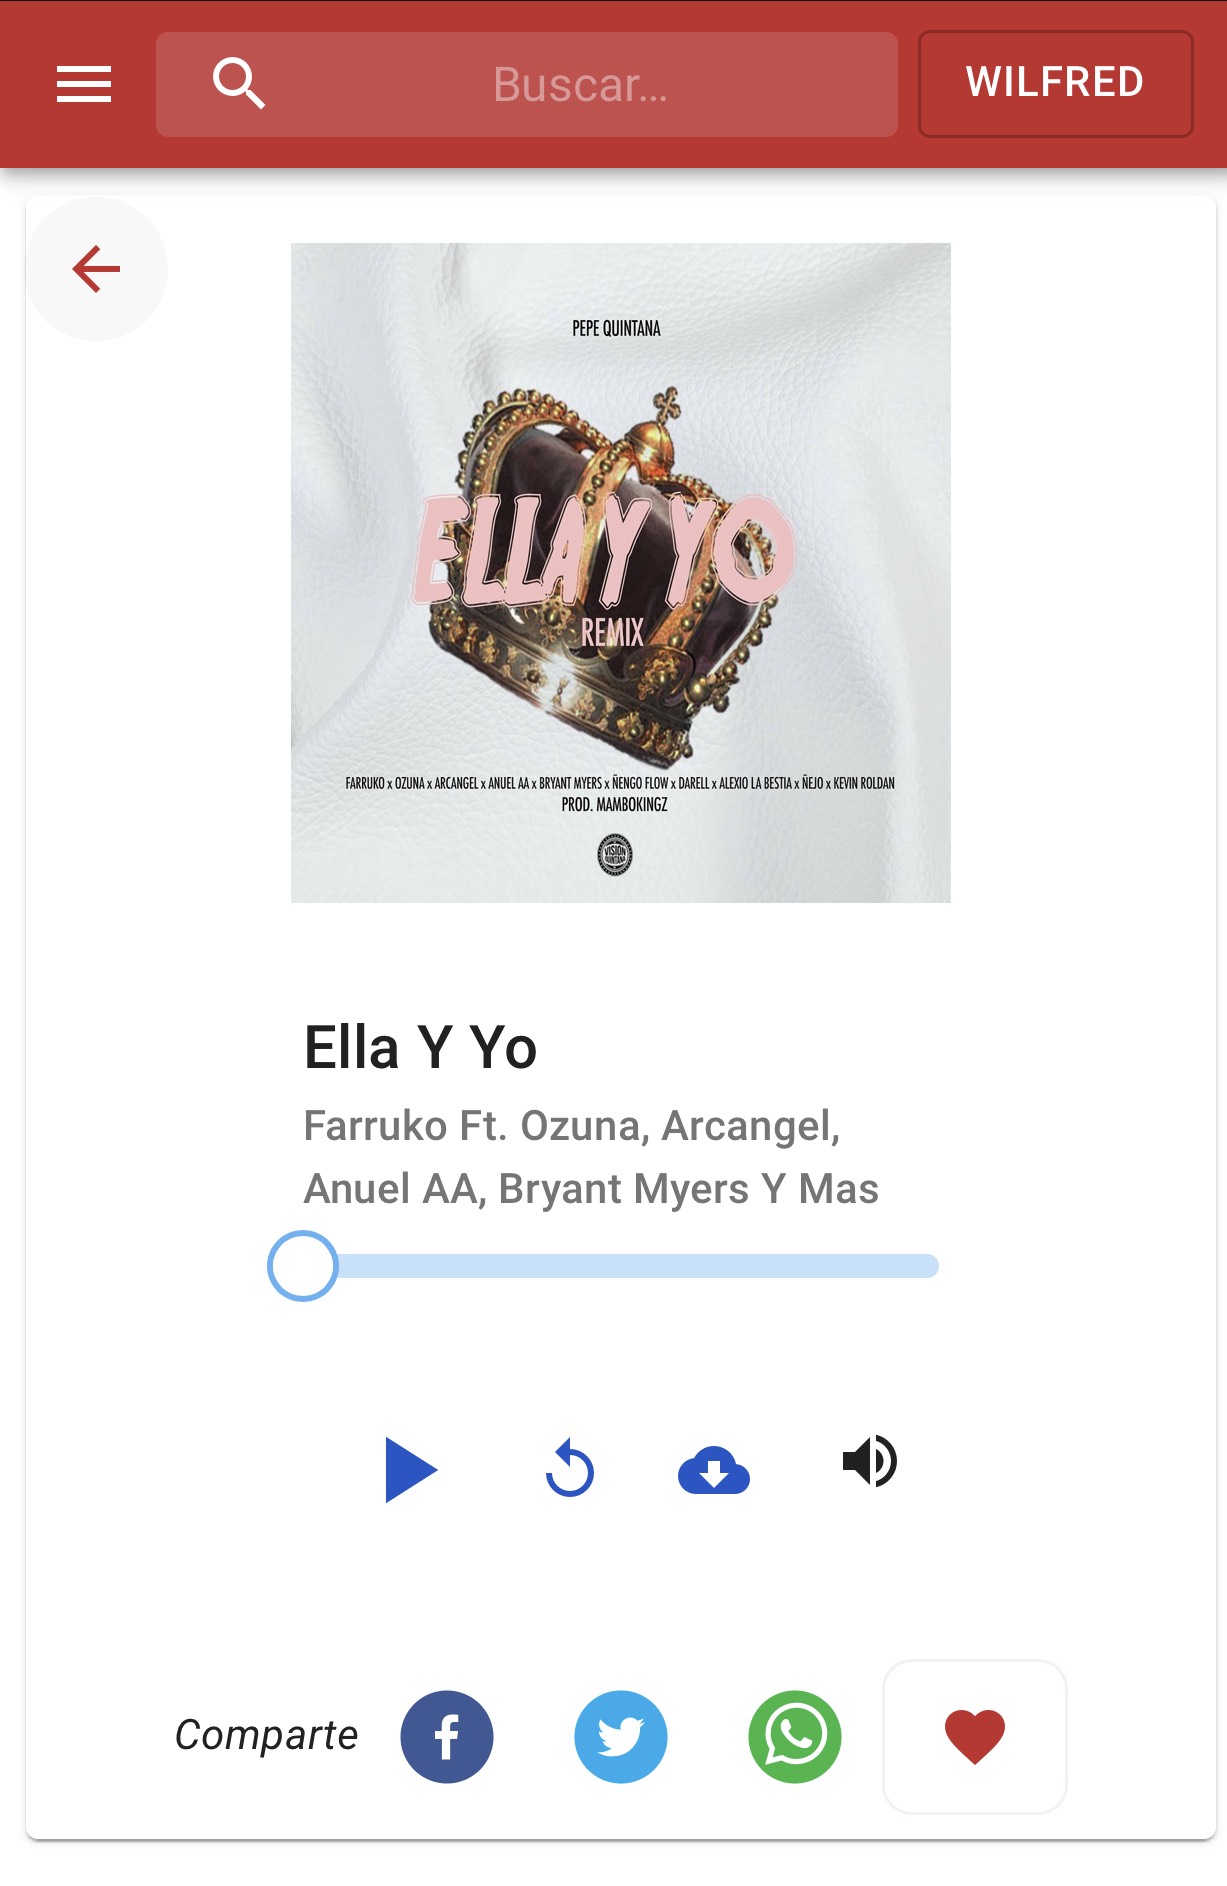 Buscar...
WILFRED
PEPE QUINTANA
ELLA Y YO
REMIX
FARRUKO x OZUNA x ARCANGEL x ANUEL AA x BRYANT MYERS x ÑENGO FLOW x DARELL x ALEXIO LA BESTIA x ÑEJO x KEVIN ROLDAN
PROD. MAMBOKINGZ
VISION
QUINTANA
Ella Y Yo
Farruko Ft. Ozuna, Arcangel,
Anuel AA, Bryant Myers Y Mas
Comparte